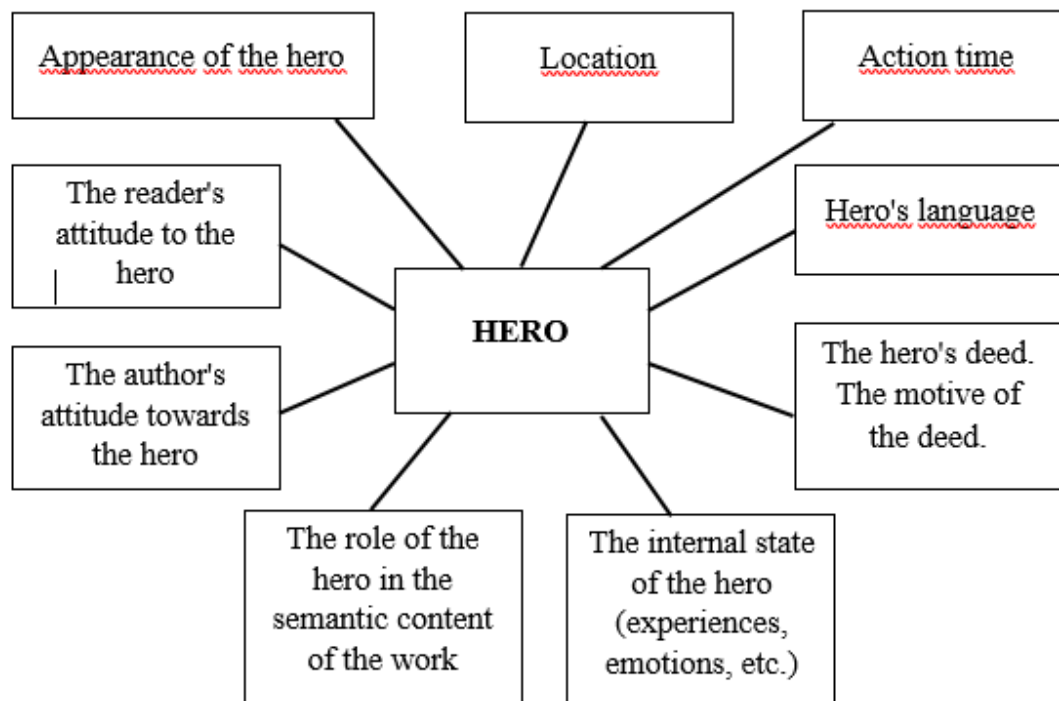 Appearance of the hero
Location
Action time
The reader's
attitude to the
hero
Hero's language
HERO
The author's
attitude towards
the hero
The hero's deed.
The motive of
the deed.
The role of the
hero in the
semantic content
of the work
The internal state
of the hero
(experiences,
emotions, etc.)